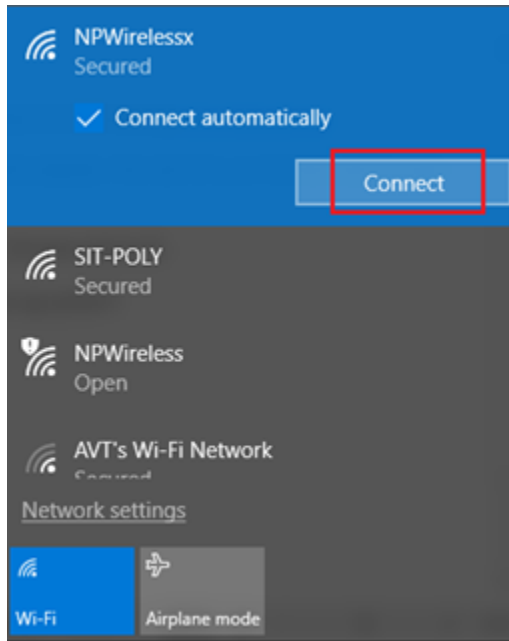 NPWirelessx
Secured
Connect automatically
Connect
SIT-POLY
Secured
NPWireless
Open
AVT's Wi-Fi Network
Secured
Network settings
Wi-Fi
Airplane mode